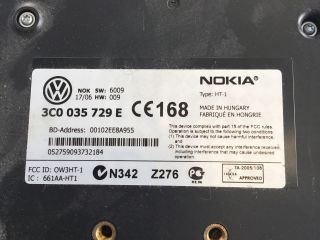 NOK SW: 6009
17/06 HW: 009
NOKIA
Type: HT-1
3C0 035 729 E CE168
MADE IN HUNGARY
FABRIQUÉ EN HONGRIE
BD-Address: 00102EE8A955
This device complies with part 15 of the FCC rules.
Operation is subject to the following two conditions:
(1) This device may not cause harmful interference, and
(2) this device must accept any interference
received, including interference that may cause
undesired operation.
052759093732184
FCC ID: OW3HT-1
IC : 661AA-HT1
N342 Z276
TA-2005/108
ICASA